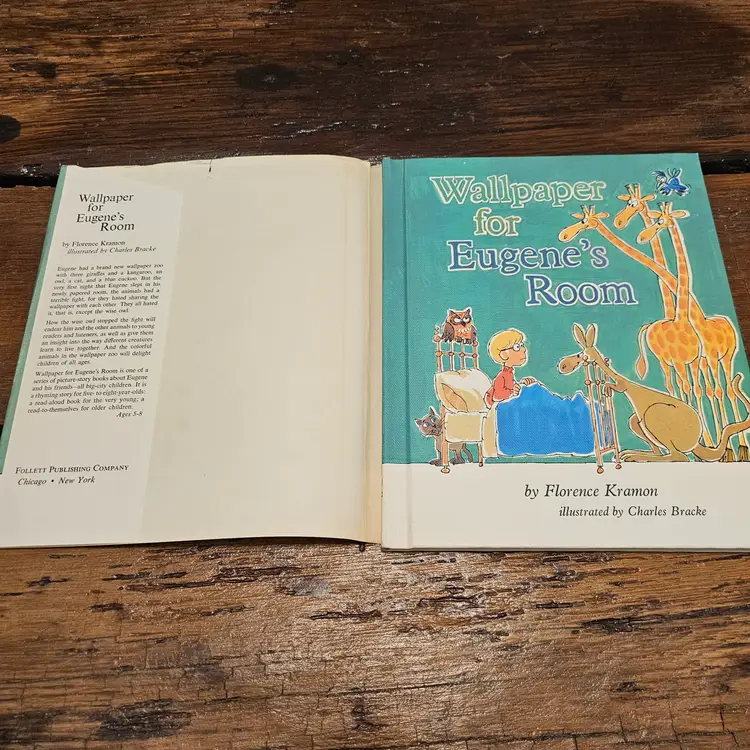 Wallpaper
for
Eugene's
Room
by Florence Kramon
illustrated by Charles Bracke
Eugene had a brand new wallpaper zoo
with three giraffes and a kangaroo, an
owl, a cat, and a blue cuckoo. But the
very first night that Eugene slept in his
newly papered room, the animals had a
terrible fight, for they hated sharing the
wallpaper with each other. They all hated
it, that is, except the wise owl.
How the wise owl stopped the fight will
endear him and the other animals to young
readers and listeners, as well as give them
an insight into the way different creatures
learn to live together. And the colorful
animals in the wallpaper zoo will delight
children of all ages.
Wallpaper for Eugene's Room is one of a
series of picture-story books about Eugene
and his friends—all big-city children. It is
a rhyming story for five- to eight-year-olds:
a read-aloud book for the very young; a
read-to-themselves for older children.
Ages 5-8
FOLLETT PUBLISHING COMPANY
Chicago • New York
Wallpaper
for
Eugene's
Room
by Florence Kramon
illustrated by Charles Bracke